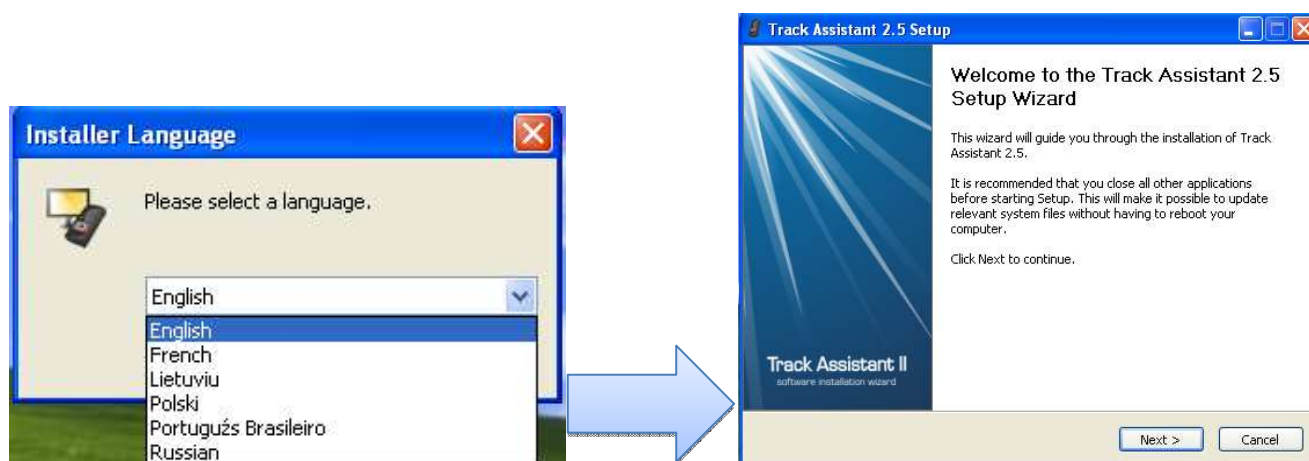 Installer Language
Please select a language.
English
English
French
Lietuviu
Polski
Portuguźs Brasileiro
Russian
Track Assistant 2.5 Setup
Welcome to the Track Assistant 2.5
Setup Wizard
This wizard will guide you through the installation of Track
Assistant 2.5.
It is recommended that you close all other applications
before starting Setup. This will make it possible to update
relevant system files without having to reboot your
computer.
Click Next to continue.
Track Assistant II
software installation wizard
Next >
Cancel